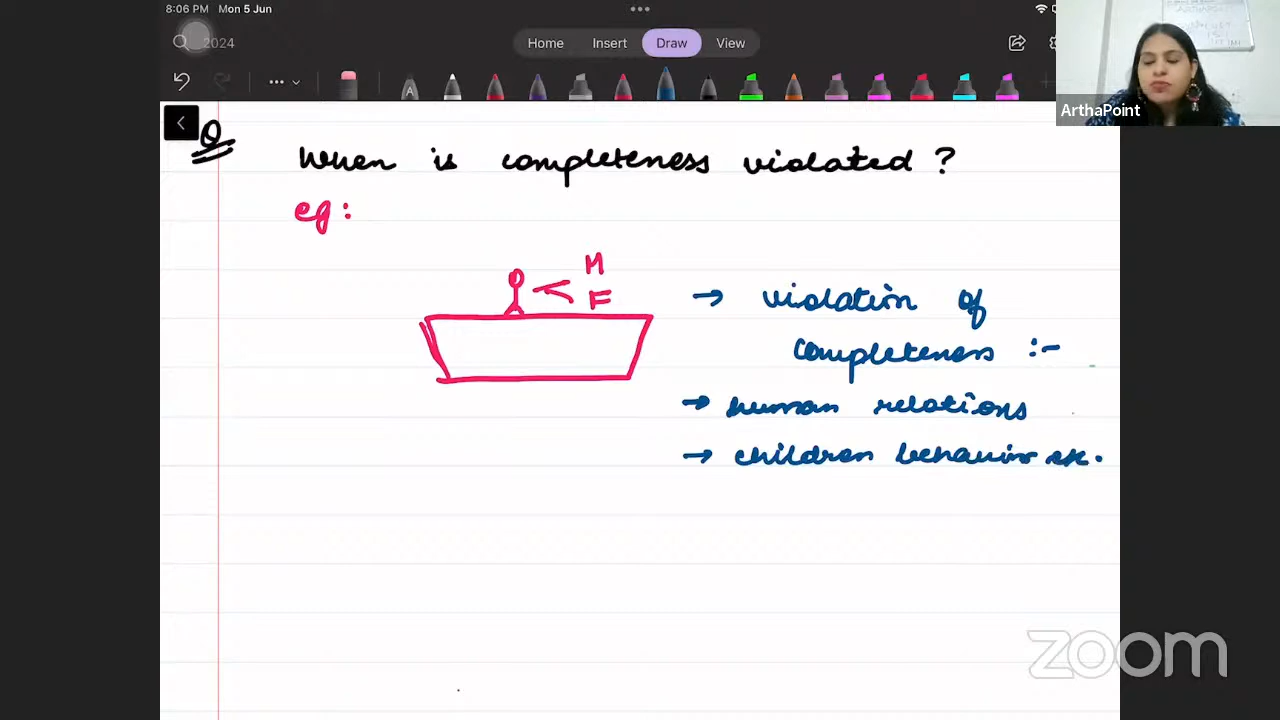 8:06 PM Mon 5 Jun
2024
Home Insert Draw View
ArthaPoint
Q
When is completeness violated ?
eg :
M
F
→ violation of
completeness :-
→ human relations
→ children behavior etc.
zoom